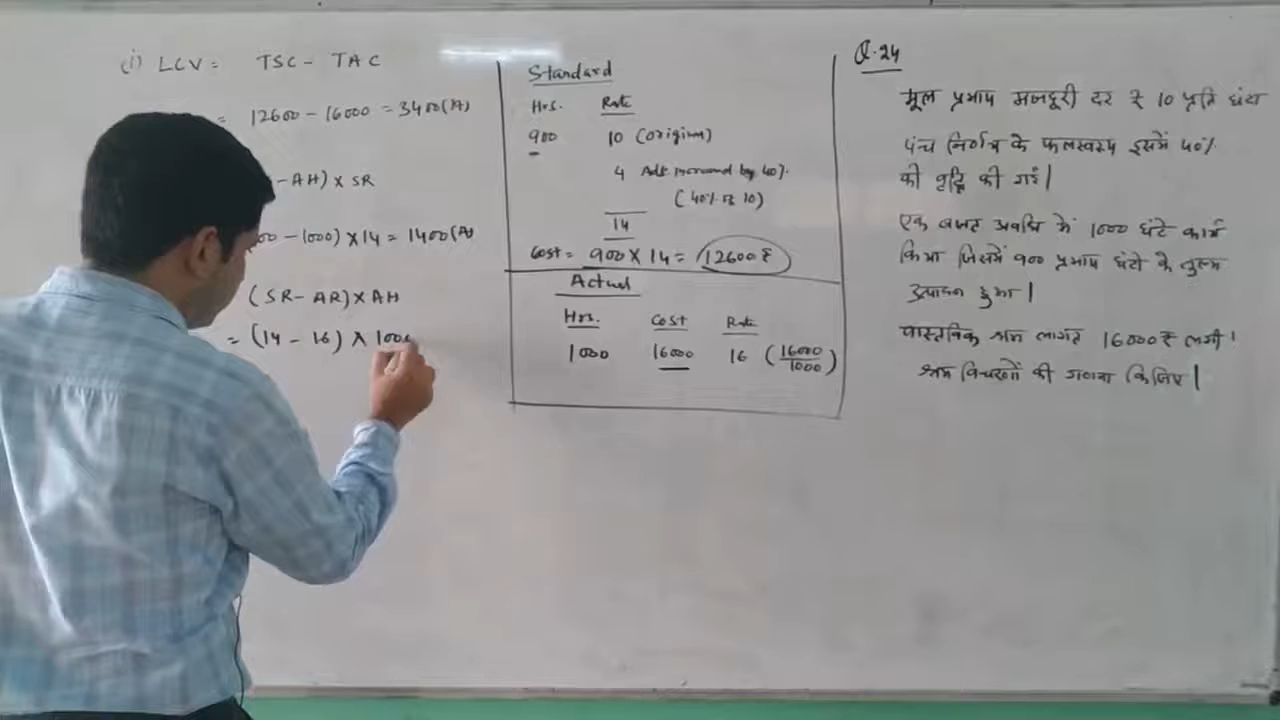 (i) LCV = TSC - TAC
= 12600 - 16000 = 3400 (A)
- AH) × SR
00 - 1000) × 14 = 1400 (A)
(SR - AR) × AH
= (14 - 16) × 1000
Standard
Hrs. Rate
900 10 (original)
4 Add. increased by 40%
(40% of 10)
14
Cost = 900 × 14 = 12600 ₹
Actual
Hrs. Cost Rate
1000 16000 16 (16000/1000)
Q.24
मूल प्रमाप मजदूरी दर ₹ 10 प्रति घंटा
पंच निर्णय के फलस्वरूप इसमें 40%
की वृद्धि की गई।
एक बजट अवधि में 1000 घंटे कार्य
किया जिसमें 900 प्रमाप घंटो के तुल्य
उत्पादन हुआ।
वास्तविक श्रम लागत 16000 ₹ लगी।
श्रम विचरणों की गणना किजिए।